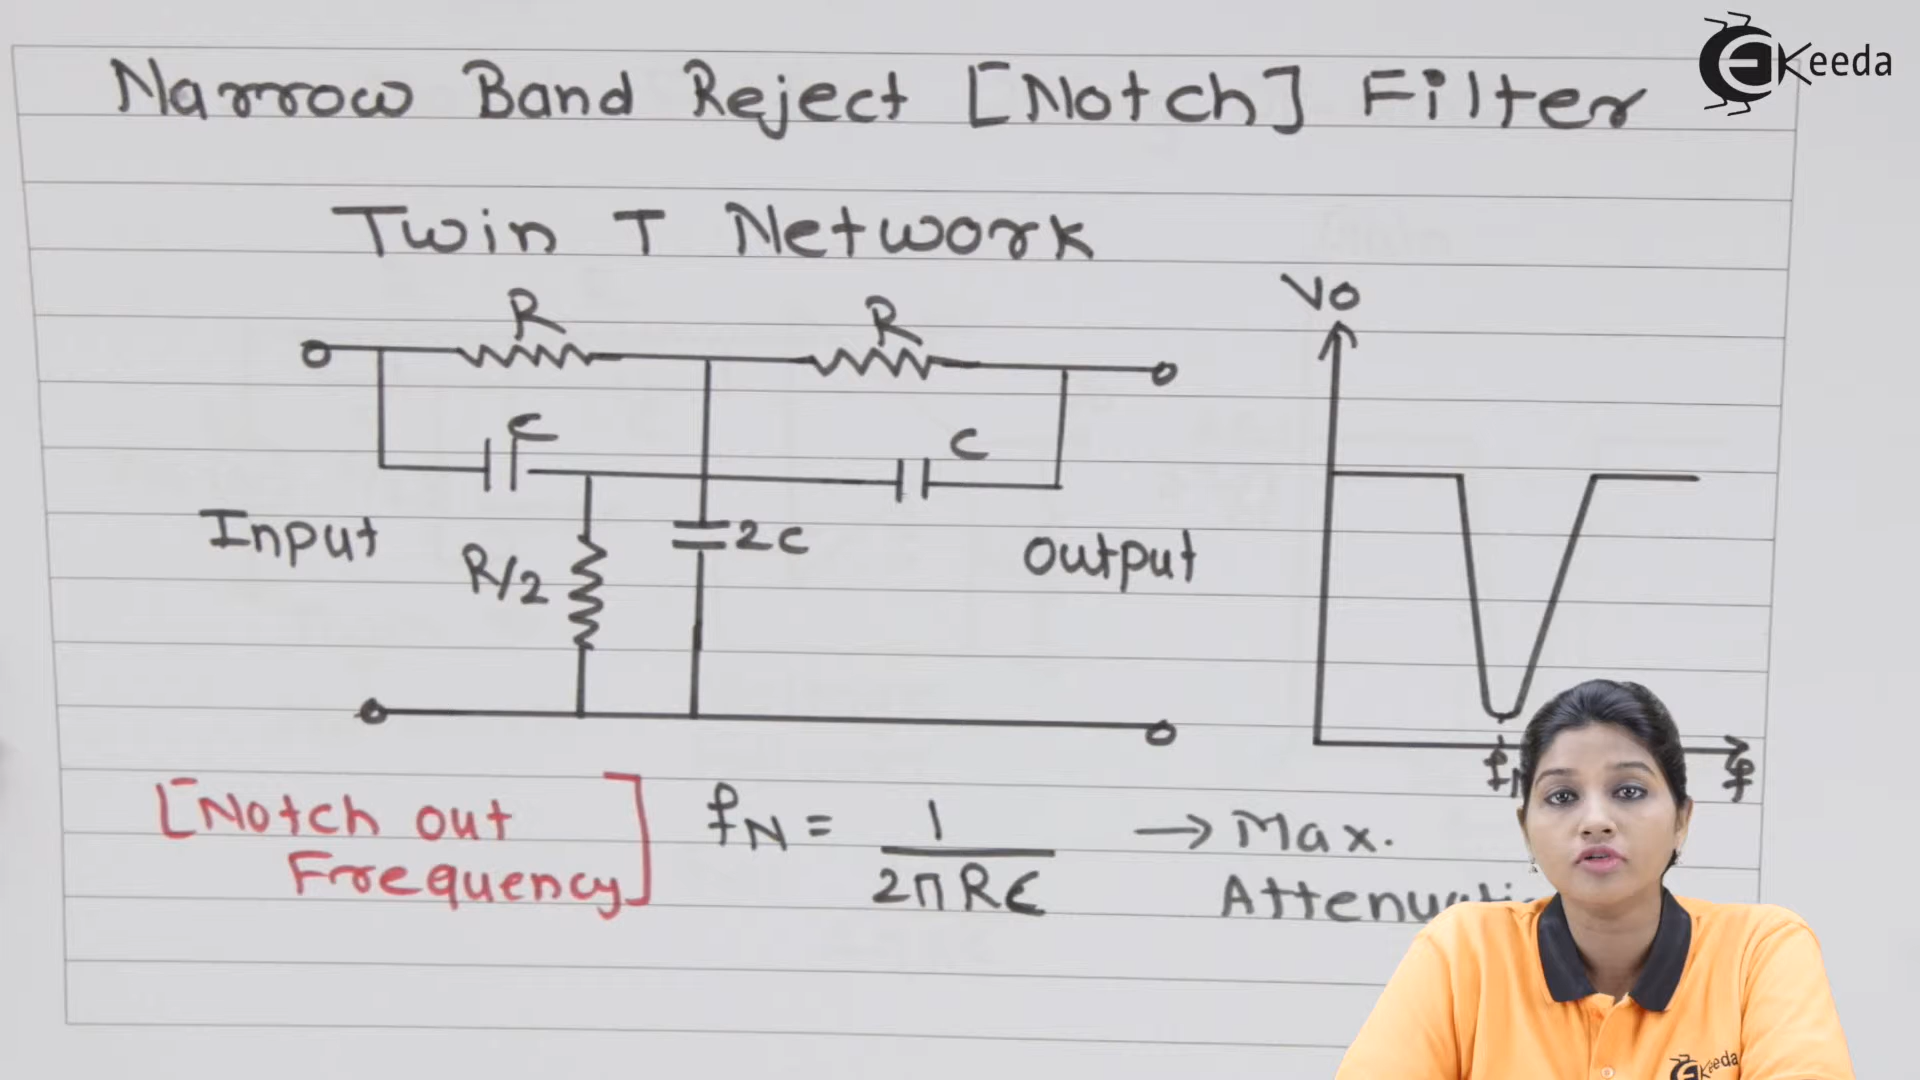 Keeda
Narrow Band Reject [Notch] Filter
Twin T Network
Vo
R
R
C
C
Input
R/2
2C
Output
f
[Notch out
Frequency]
fN = 1
2πRC
→ Max.
Keeda